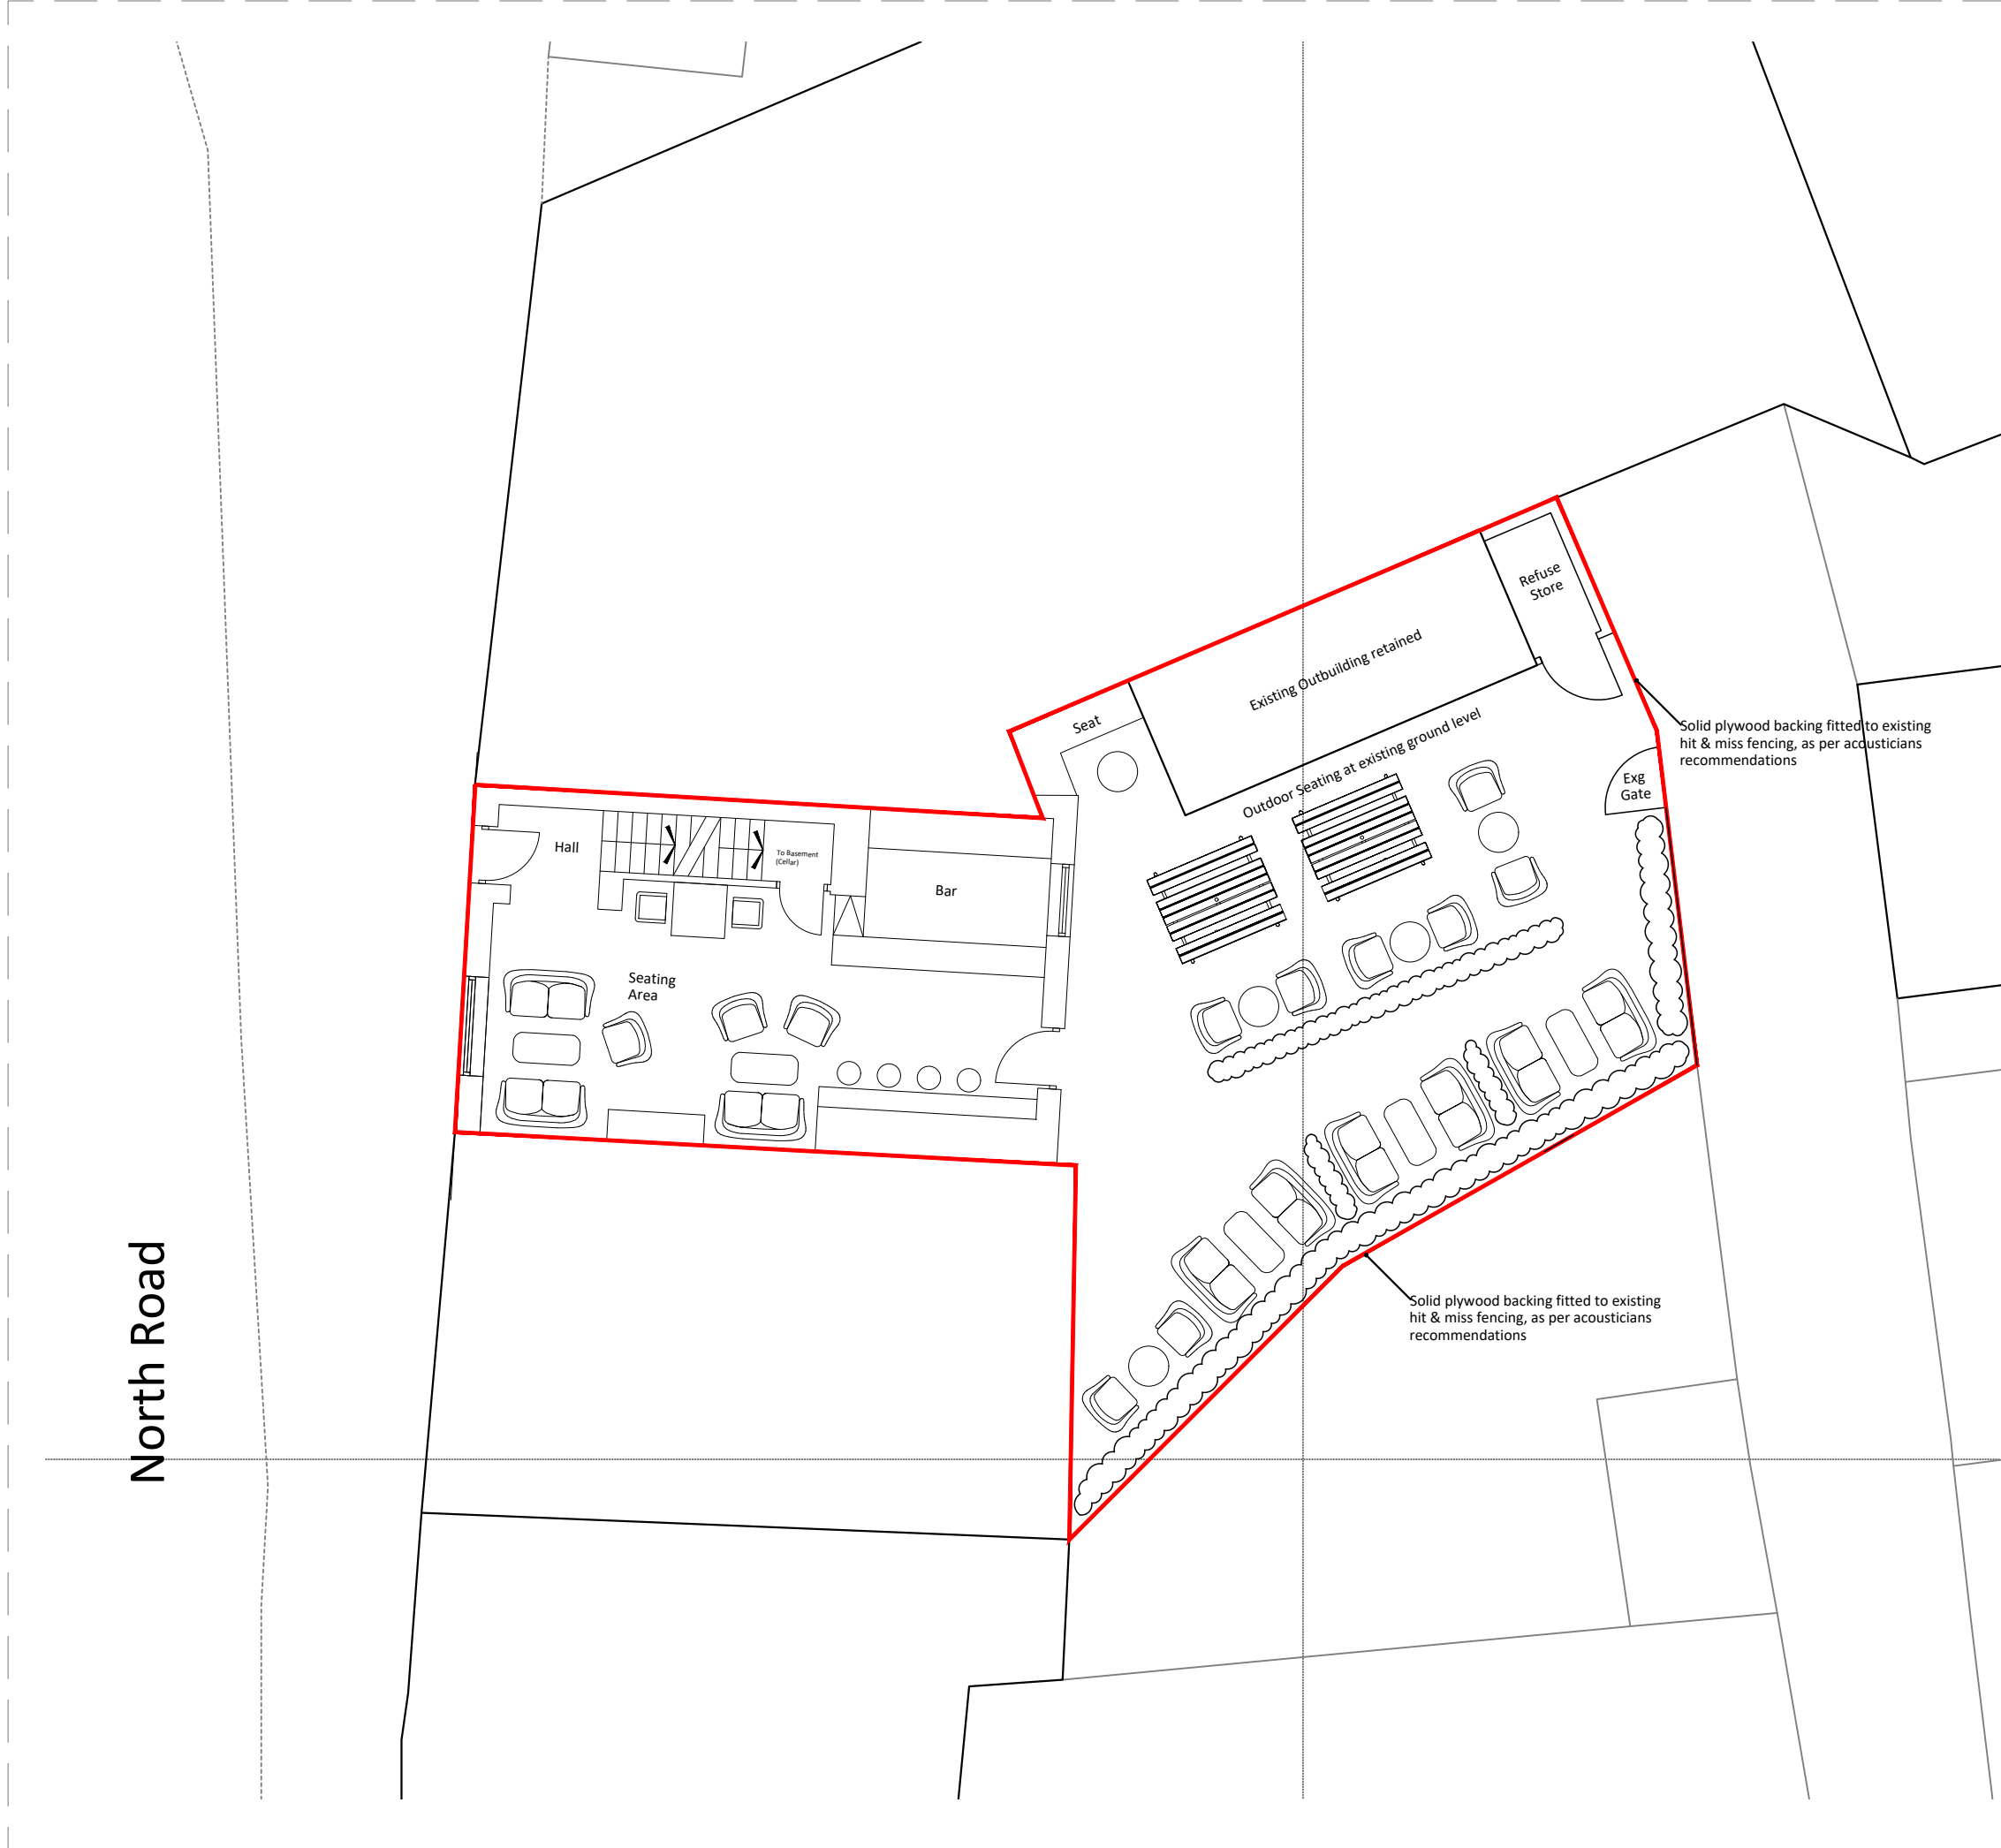 Refuse
Store
Existing Outbuilding retained
Seat
Outdoor Seating at existing ground level
Solid plywood backing fitted to existing
hit & miss fencing, as per acousticians
recommendations
Exg
Gate
Hall
To Basement
(Cellar)
Bar
Seating
Area
North Road
Solid plywood backing fitted to existing
hit & miss fencing, as per acousticians
recommendations